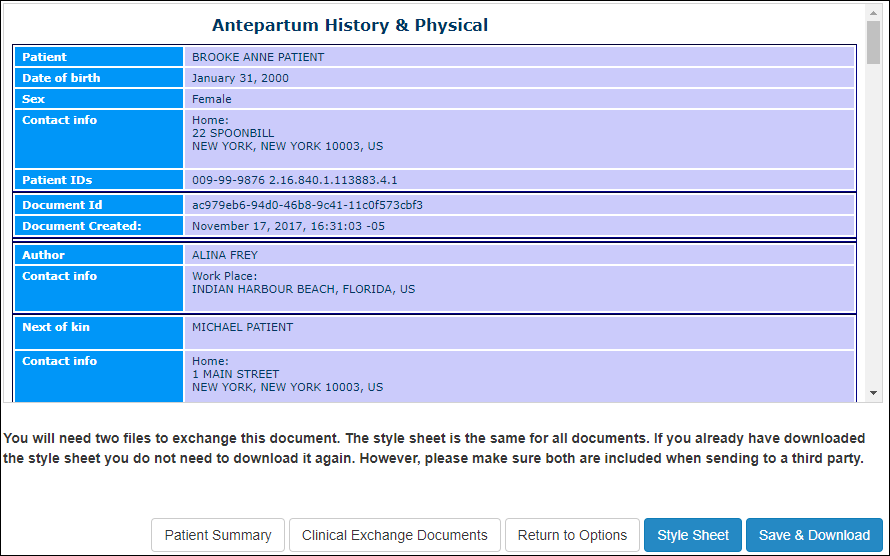 Antepartum History & Physical
Patient BROOKE ANNE PATIENT
Date of birth January 31, 2000
Sex Female
Contact info Home:
22 SPOONBILL
NEW YORK, NEW YORK 10003, US
Patient IDs 009-99-9876 2.16.840.1.113883.4.1
Document Id ac979eb6-94d0-46b8-9c41-11c0f573cbf3
Document Created: November 17, 2017, 16:31:03 -05
Author ALINA FREY
Contact info Work Place:
INDIAN HARBOUR BEACH, FLORIDA, US
Next of kin MICHAEL PATIENT
Contact info Home:
1 MAIN STREET
NEW YORK, NEW YORK 10003, US
You will need two files to exchange this document. The style sheet is the same for all documents. If you already have downloaded
the style sheet you do not need to download it again. However, please make sure both are included when sending to a third party.
Patient Summary Clinical Exchange Documents Return to Options Style Sheet Save & Download